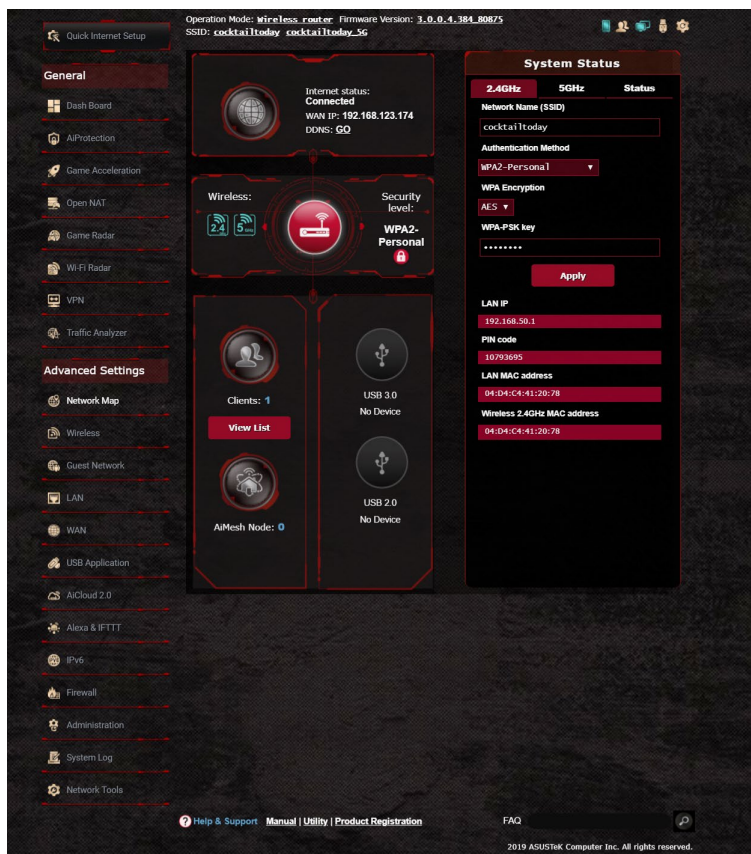 Quick Internet Setup
General
Dash Board
AiProtection
Game Acceleration
Open NAT
Game Radar
Wi-Fi Radar
VPN
Traffic Analyzer
Advanced Settings
Network Map
Wireless
Guest Network
LAN
WAN
USB Application
AiCloud 2.0
Alexa & IFTTT
IPv6
Firewall
Administration
System Log
Network Tools
Operation Mode: Wireless router Firmware Version: 3.0.0.4.384_80875
SSID: cocktailtoday cocktailtoday_5G
Internet status:
Connected
WAN IP: 192.168.123.174
DDNS: GO
Wireless:
2.4
5
Security
level:
WPA2-
Personal
Clients: 1
View List
AiMesh Node: 0
USB 3.0
No Device
USB 2.0
No Device
System Status
2.4GHz 5GHz Status
Network Name (SSID)
cocktailtoday
Authentication Method
WPA2-Personal
WPA Encryption
AES
WPA-PSK key
••••••••
Apply
LAN IP
192.168.50.1
PIN code
10793695
LAN MAC address
04:D4:C4:41:20:78
Wireless 2.4GHz MAC address
04:D4:C4:41:20:78
? Help & Support Manual | Utility | Product Registration
FAQ
2019 ASUSTeK Computer Inc. All rights reserved.